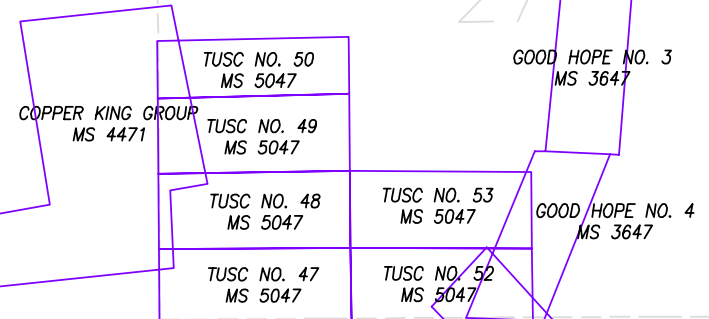 TUSC NO. 50
MS 5047
GOOD HOPE NO. 3
MS 3647
COPPER KING GROUP
MS 4471
TUSC NO. 49
MS 5047
TUSC NO. 48
MS 5047
TUSC NO. 53
MS 5047
GOOD HOPE NO. 4
MS 3647
TUSC NO. 47
MS 5047
TUSC NO. 52
MS 5047